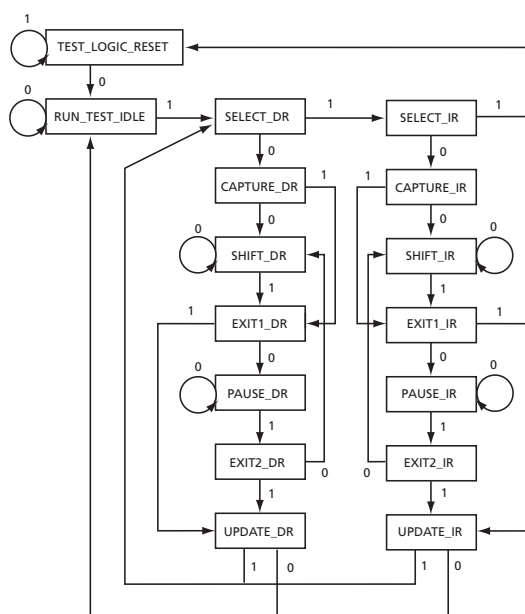 1
TEST_LOGIC_RESET
0
0
RUN_TEST_IDLE
1
SELECT_DR
1
SELECT_IR
1
0
0
CAPTURE_DR
1
1
CAPTURE_IR
0
0
0
SHIFT_DR
SHIFT_IR
0
1
1
1
EXIT1_DR
EXIT1_IR
1
0
0
0
PAUSE_DR
PAUSE_IR
0
1
1
EXIT2_DR
0
0
EXIT2_IR
1
1
UPDATE_DR
UPDATE_IR
1
0
1
0